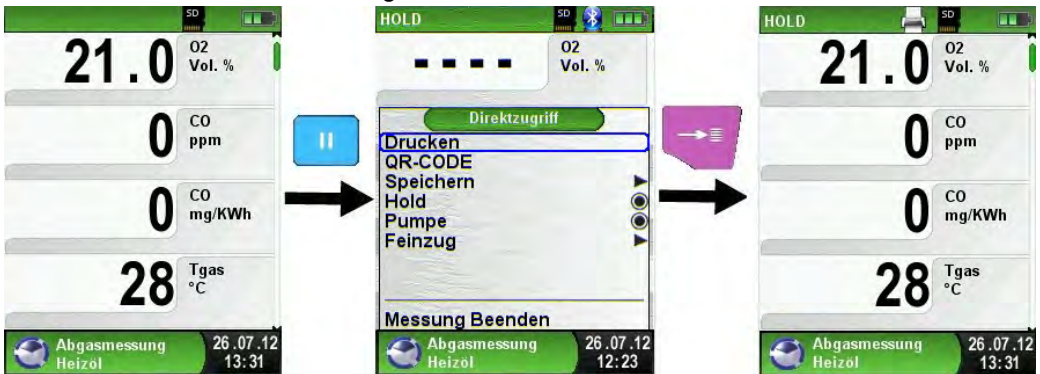 SD
21.0 O2
Vol. %
0 CO
ppm
0 CO
mg/KWh
28 Tgas
°C
Abgasmessung 26.07.12
Heizöl 13:31
HOLD SD
---- O2
Vol. %
Direktzugriff
Drucken
QR-CODE
Speichern
Hold
Pumpe
Feinzug
Messung Beenden
Abgasmessung 26.07.12
Heizöl 12:23
HOLD SD
21.0 O2
Vol. %
0 CO
ppm
0 CO
mg/KWh
28 Tgas
°C
Abgasmessung 26.07.12
Heizöl 13:31